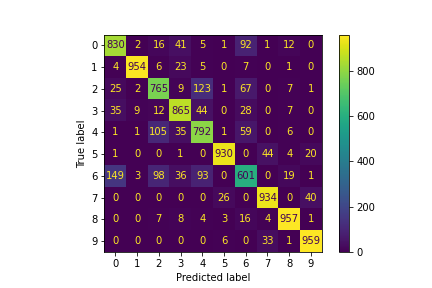 0 830 2 16 41 5 1 92 1 12 0
1 4 954 6 23 5 0 7 0 1 0
2 25 2 765 9 123 1 67 0 7 1
3 35 9 12 865 44 0 28 0 7 0
4 1 1 105 35 792 1 59 0 6 0
5 1 0 0 1 0 930 0 44 4 20
6 149 3 98 36 93 0 601 0 19 1
7 0 0 0 0 0 26 0 934 0 40
8 0 0 7 8 4 3 16 4 957 1
9 0 0 0 0 0 6 0 33 1 959
0 1 2 3 4 5 6 7 8 9
Predicted label
True label
800
600
400
200
0